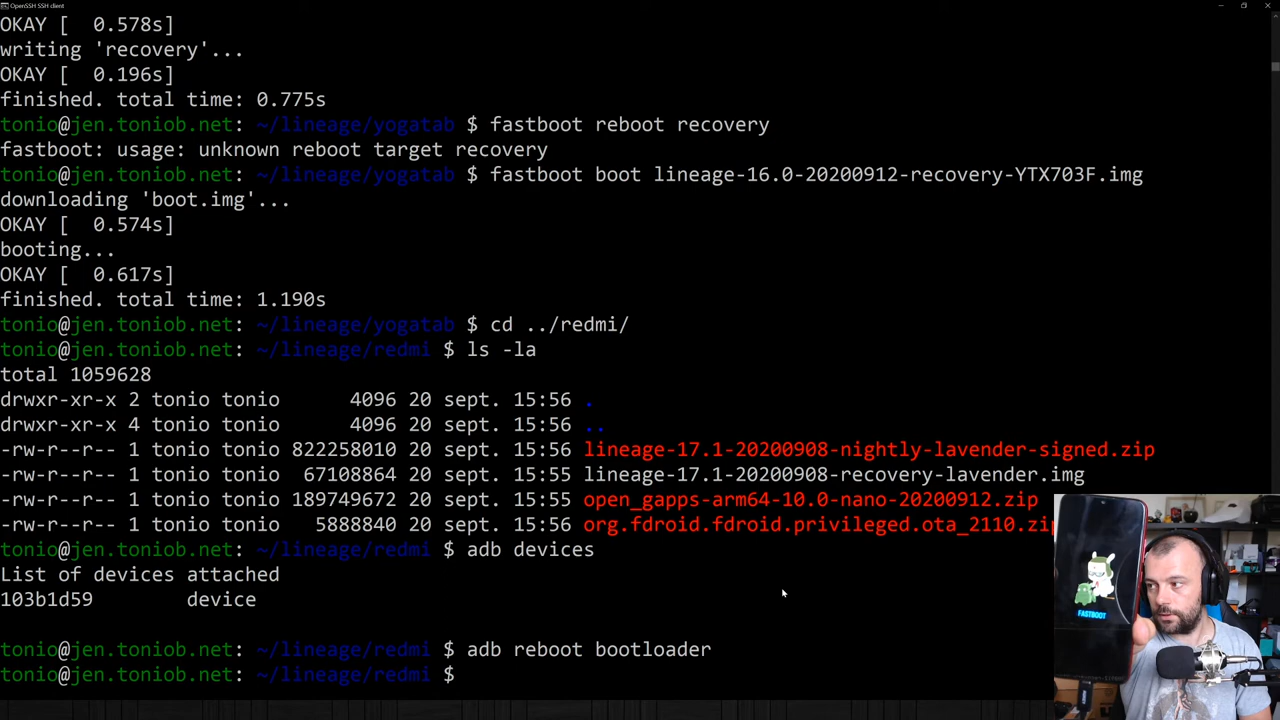 OpenSSH SSH client
OKAY [  0.578s]
writing 'recovery'...
OKAY [  0.196s]
finished. total time: 0.775s
tonio@jen.toniob.net: ~/lineage/yogatab $ fastboot reboot recovery
fastboot: usage: unknown reboot target recovery
tonio@jen.toniob.net: ~/lineage/yogatab $ fastboot boot lineage-16.0-20200912-recovery-YTX703F.img
downloading 'boot.img'...
OKAY [  0.574s]
booting...
OKAY [  0.617s]
finished. total time: 1.190s
tonio@jen.toniob.net: ~/lineage/yogatab $ cd ../redmi/
tonio@jen.toniob.net: ~/lineage/redmi $ ls -la
total 1059628
drwxr-xr-x 2 tonio tonio      4096 20 sept. 15:56 .
drwxr-xr-x 4 tonio tonio      4096 20 sept. 15:56 ..
-rw-r--r-- 1 tonio tonio 822258010 20 sept. 15:56 lineage-17.1-20200908-nightly-lavender-signed.zip
-rw-r--r-- 1 tonio tonio  67108864 20 sept. 15:55 lineage-17.1-20200908-recovery-lavender.img
-rw-r--r-- 1 tonio tonio 189749672 20 sept. 15:55 open_gapps-arm64-10.0-nano-20200912.zip
-rw-r--r-- 1 tonio tonio   5888840 20 sept. 15:56 org.fdroid.fdroid.privileged.ota_2110.zip
tonio@jen.toniob.net: ~/lineage/redmi $ adb devices
List of devices attached
103b1d59        device
tonio@jen.toniob.net: ~/lineage/redmi $ adb reboot bootloader
tonio@jen.toniob.net: ~/lineage/redmi $
FASTBOOT